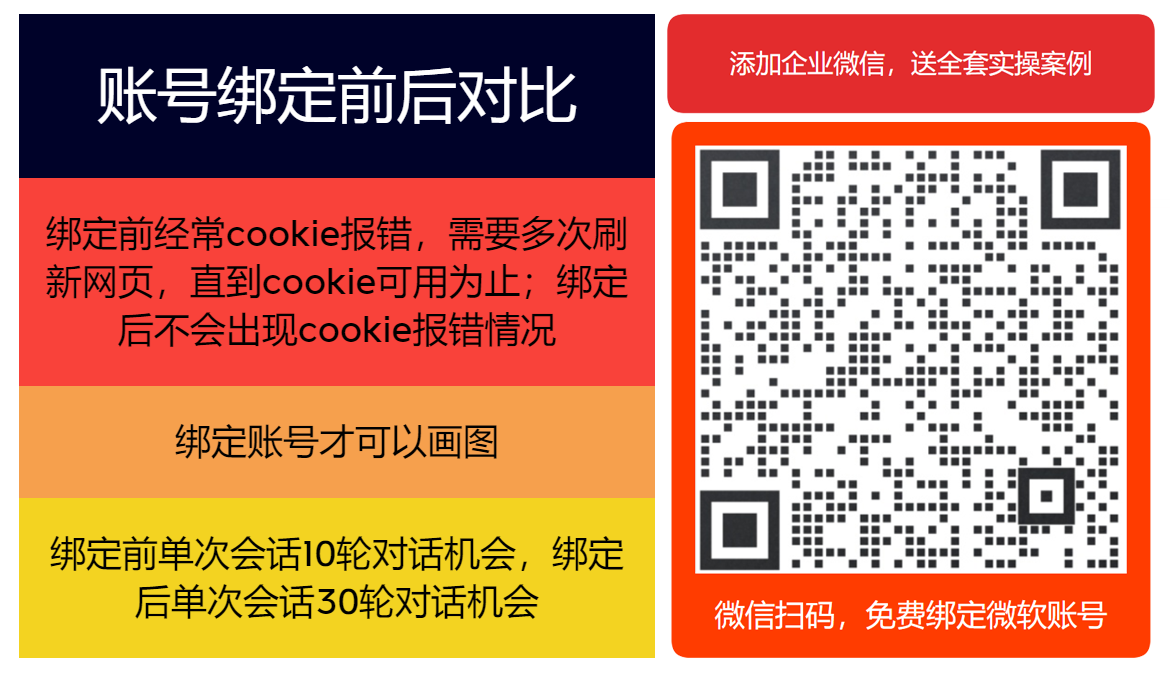 账号绑定前后对比
绑定前经常cookie报错，需要多次刷
新网页，直到cookie可用为止；绑定
后不会出现cookie报错情况
绑定账号才可以画图
绑定前单次会话10轮对话机会，绑定
后单次会话30轮对话机会
添加企业微信，送全套实操案例
微信扫码，免费绑定微软账号